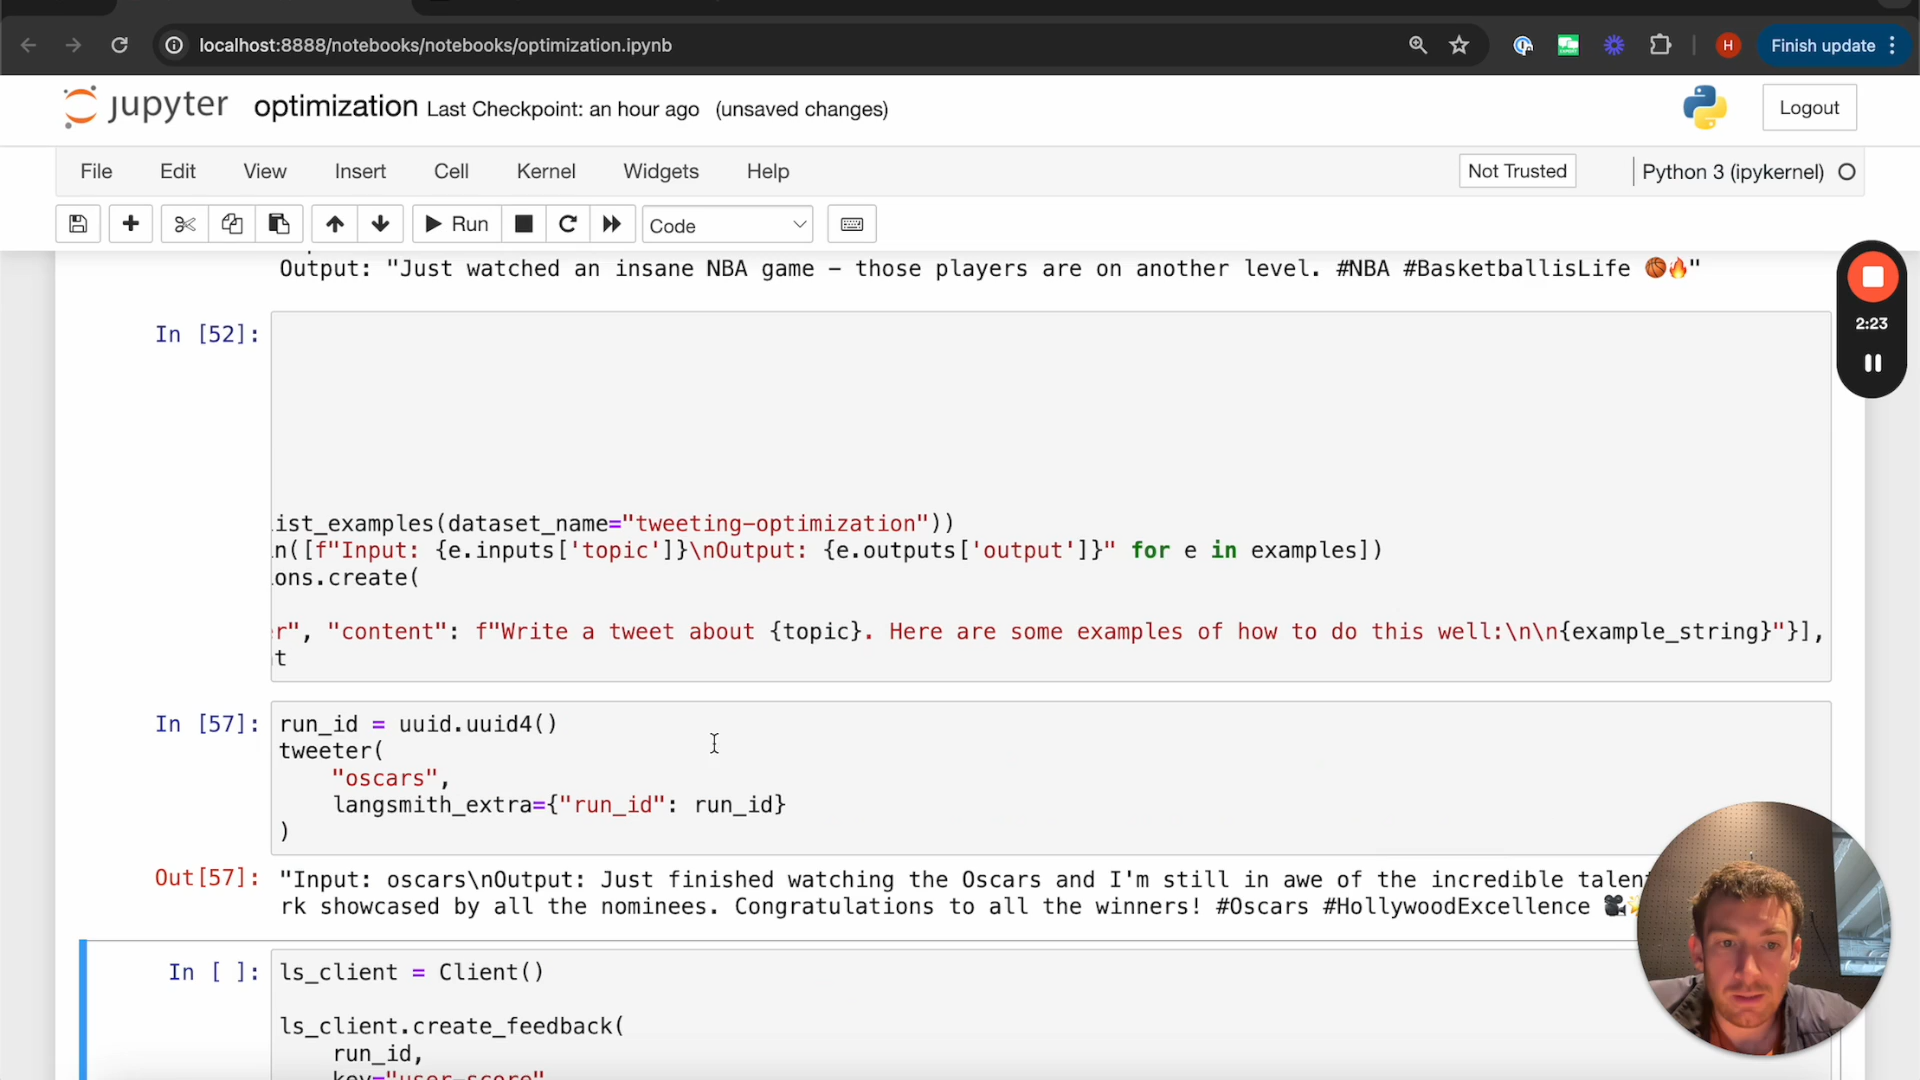 localhost:8888/notebooks/notebooks/optimization.ipynb
H
Finish update
jupyter optimization Last Checkpoint: an hour ago (unsaved changes)
Logout
File Edit View Insert Cell Kernel Widgets Help
Not Trusted
Python 3 (ipykernel)
Run
Code
Output: "Just watched an insane NBA game – those players are on another level. #NBA #BasketballisLife 🏀🔥"
2:23
In [52]:
ist_examples(dataset_name="tweeting-optimization"))
n([f"Input: {e.inputs['topic']}\nOutput: {e.outputs['output']}" for e in examples])
ons.create(
r", "content": f"Write a tweet about {topic}. Here are some examples of how to do this well:\n\n{example_string}"}],
t
In [57]:
run_id = uuid.uuid4()
tweeter(
"oscars",
langsmith_extra={"run_id": run_id}
)
Out[57]:
"Input: oscars\nOutput: Just finished watching the Oscars and I'm still in awe of the incredible talen
rk showcased by all the nominees. Congratulations to all the winners! #Oscars #HollywoodExcellence 🎥
In [ ]:
ls_client = Client()
ls_client.create_feedback(
run_id,
key="user-score"